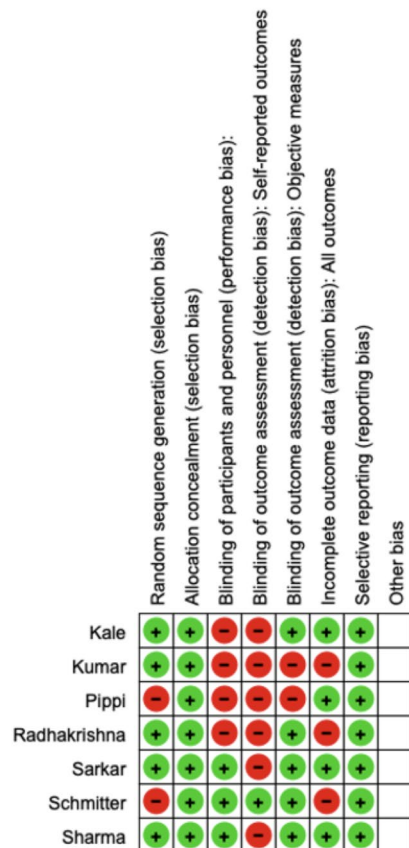 Random sequence generation (selection bias)
Allocation concealment (selection bias)
Blinding of participants and personnel (performance bias):
Blinding of outcome assessment (detection bias): Self-reported outcomes
Blinding of outcome assessment (detection bias): Objective measures
Incomplete outcome data (attrition bias): All outcomes
Selective reporting (reporting bias)
Other bias
Kale + + - - + + +
Kumar + + - - - - +
Pippi - + - - - + +
Radhakrishna + + - - + - +
Sarkar + + + - + + +
Schmitter - + + + + - +
Sharma + + + - + + +